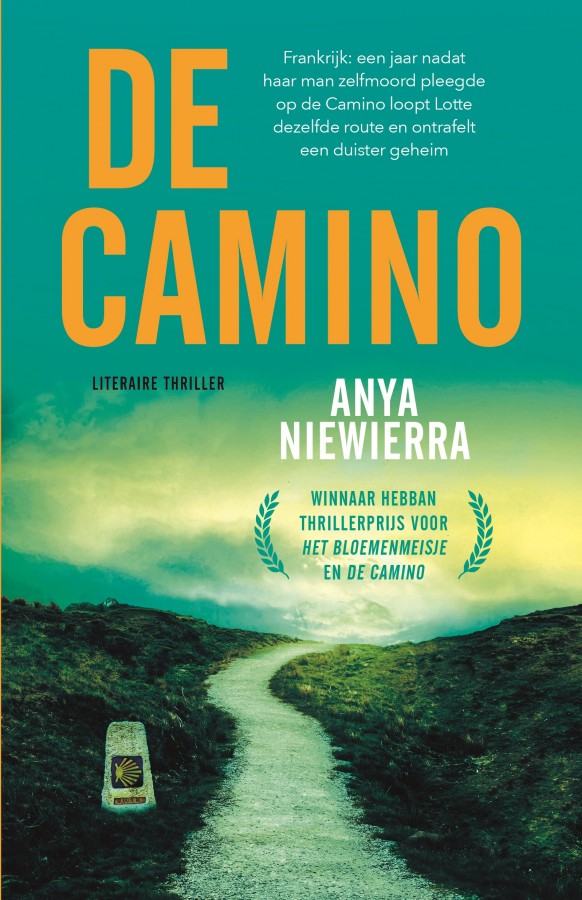 DE
CAMINO
Frankrijk: een jaar nadat
haar man zelfmoord pleegde
op de Camino loopt Lotte
dezelfde route en ontrafelt
een duister geheim
LITERAIRE THRILLER
ANYA
NIEWIERRA
WINNAAR HEBBAN
THRILLERPRIJS VOOR
HET BLOEMENMEISJE
EN DE CAMINO